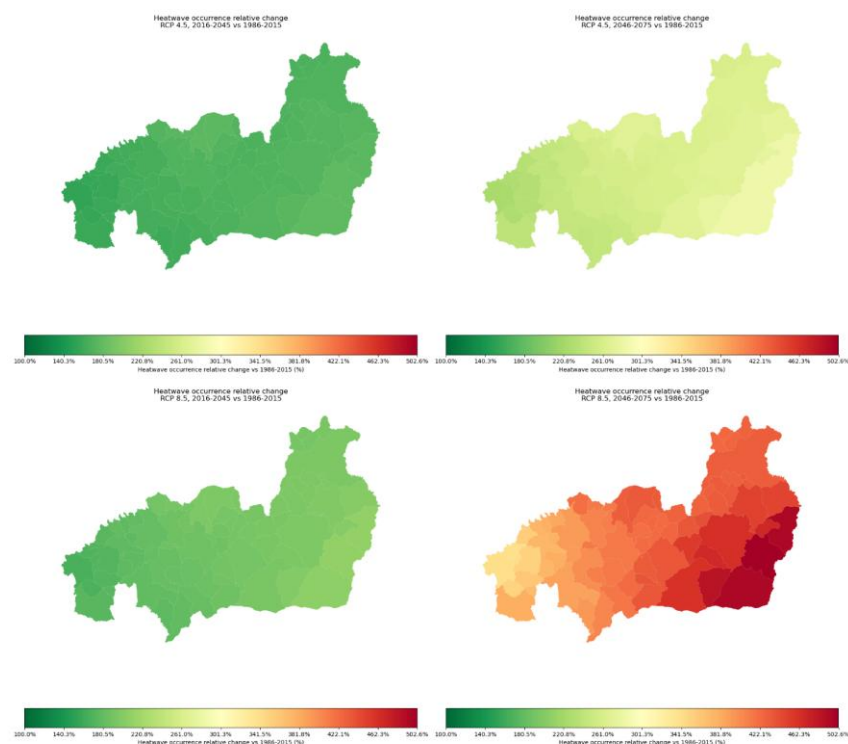 Heatwave occurrence relative change
RCP 4.5, 2016-2045 vs 1986-2015
Heatwave occurrence relative change
RCP 4.5, 2046-2075 vs 1986-2015
100.0% 140.3% 180.5% 220.8% 261.0% 301.3% 341.5% 381.8% 422.1% 462.3% 502.6%
Heatwave occurrence relative change vs 1986-2015 (%)
100.0% 140.3% 180.5% 220.8% 261.0% 301.3% 341.5% 381.8% 422.1% 462.3% 502.6%
Heatwave occurrence relative change vs 1986-2015 (%)
Heatwave occurrence relative change
RCP 8.5, 2016-2045 vs 1986-2015
Heatwave occurrence relative change
RCP 8.5, 2046-2075 vs 1986-2015
100.0% 140.3% 180.5% 220.8% 261.0% 301.3% 341.5% 381.8% 422.1% 462.3% 502.6%
Heatwave occurrence relative change vs 1986-2015 (%)
100.0% 140.3% 180.5% 220.8% 261.0% 301.3% 341.5% 381.8% 422.1% 462.3% 502.6%
Heatwave occurrence relative change vs 1986-2015 (%)